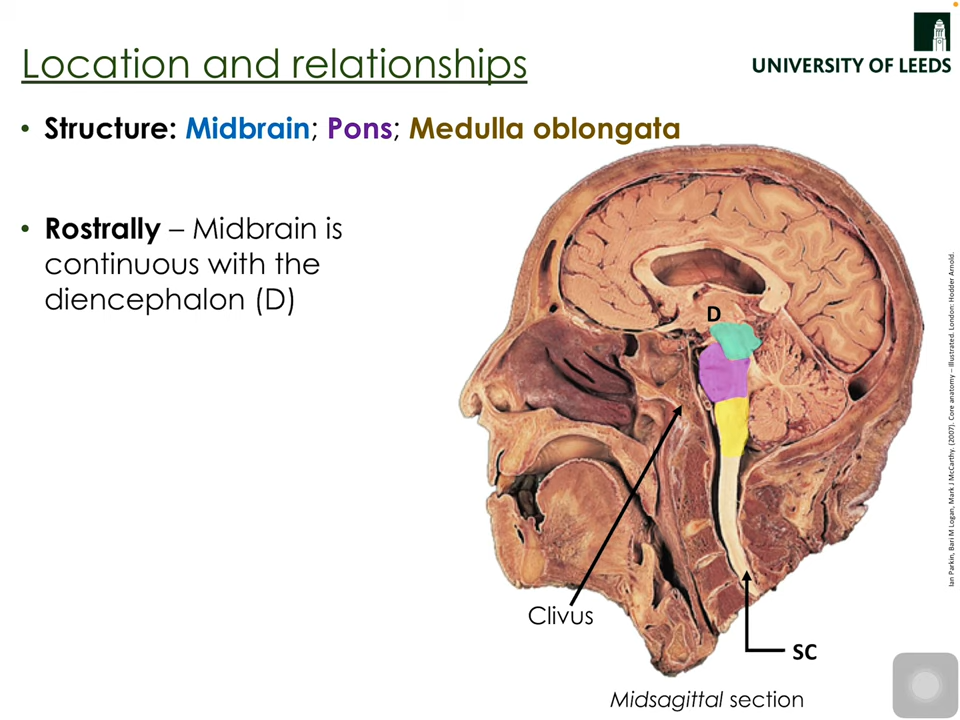 UNIVERSITY OF LEEDS
Location and relationships
• Structure: Midbrain; Pons; Medulla oblongata
• Rostrally – Midbrain is
continuous with the
diencephalon (D)
D
Clivus
SC
Midsagittal section
Ian Parkin, Bari M Logan, Mark J McCarthy. (2007). Core anatomy – Illustrated. London: Hodder Arnold.